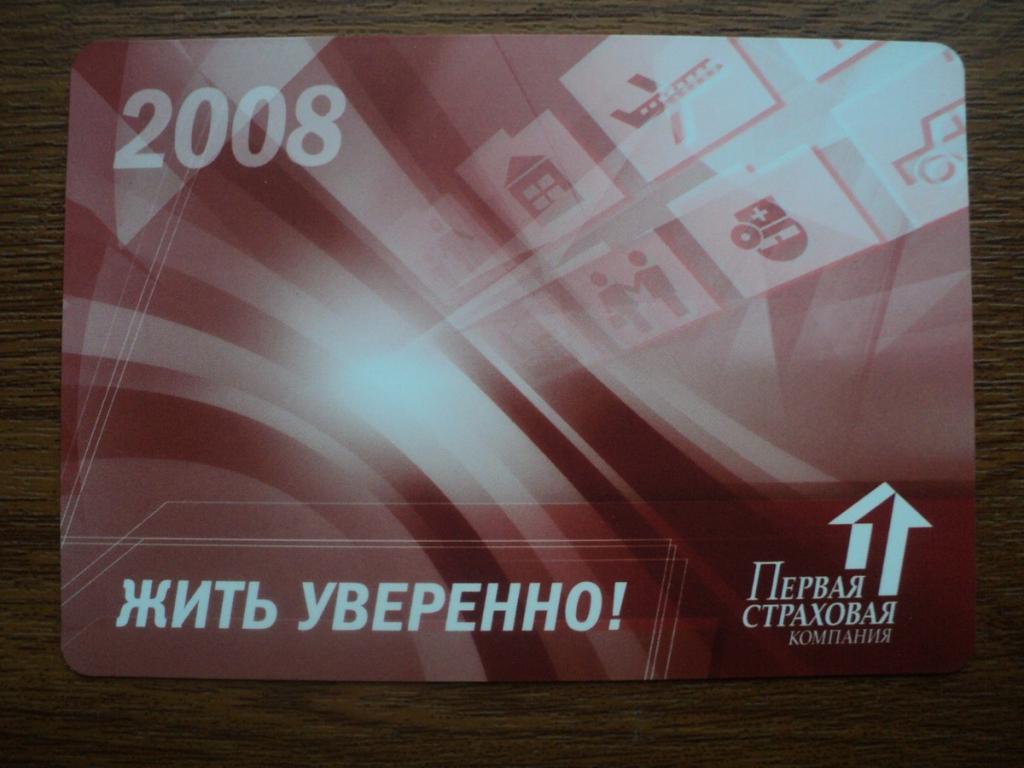 2008
ЖИТЬ УВЕРЕННО!
ПЕРВАЯ
СТРАХОВАЯ
КОМПАНИЯ